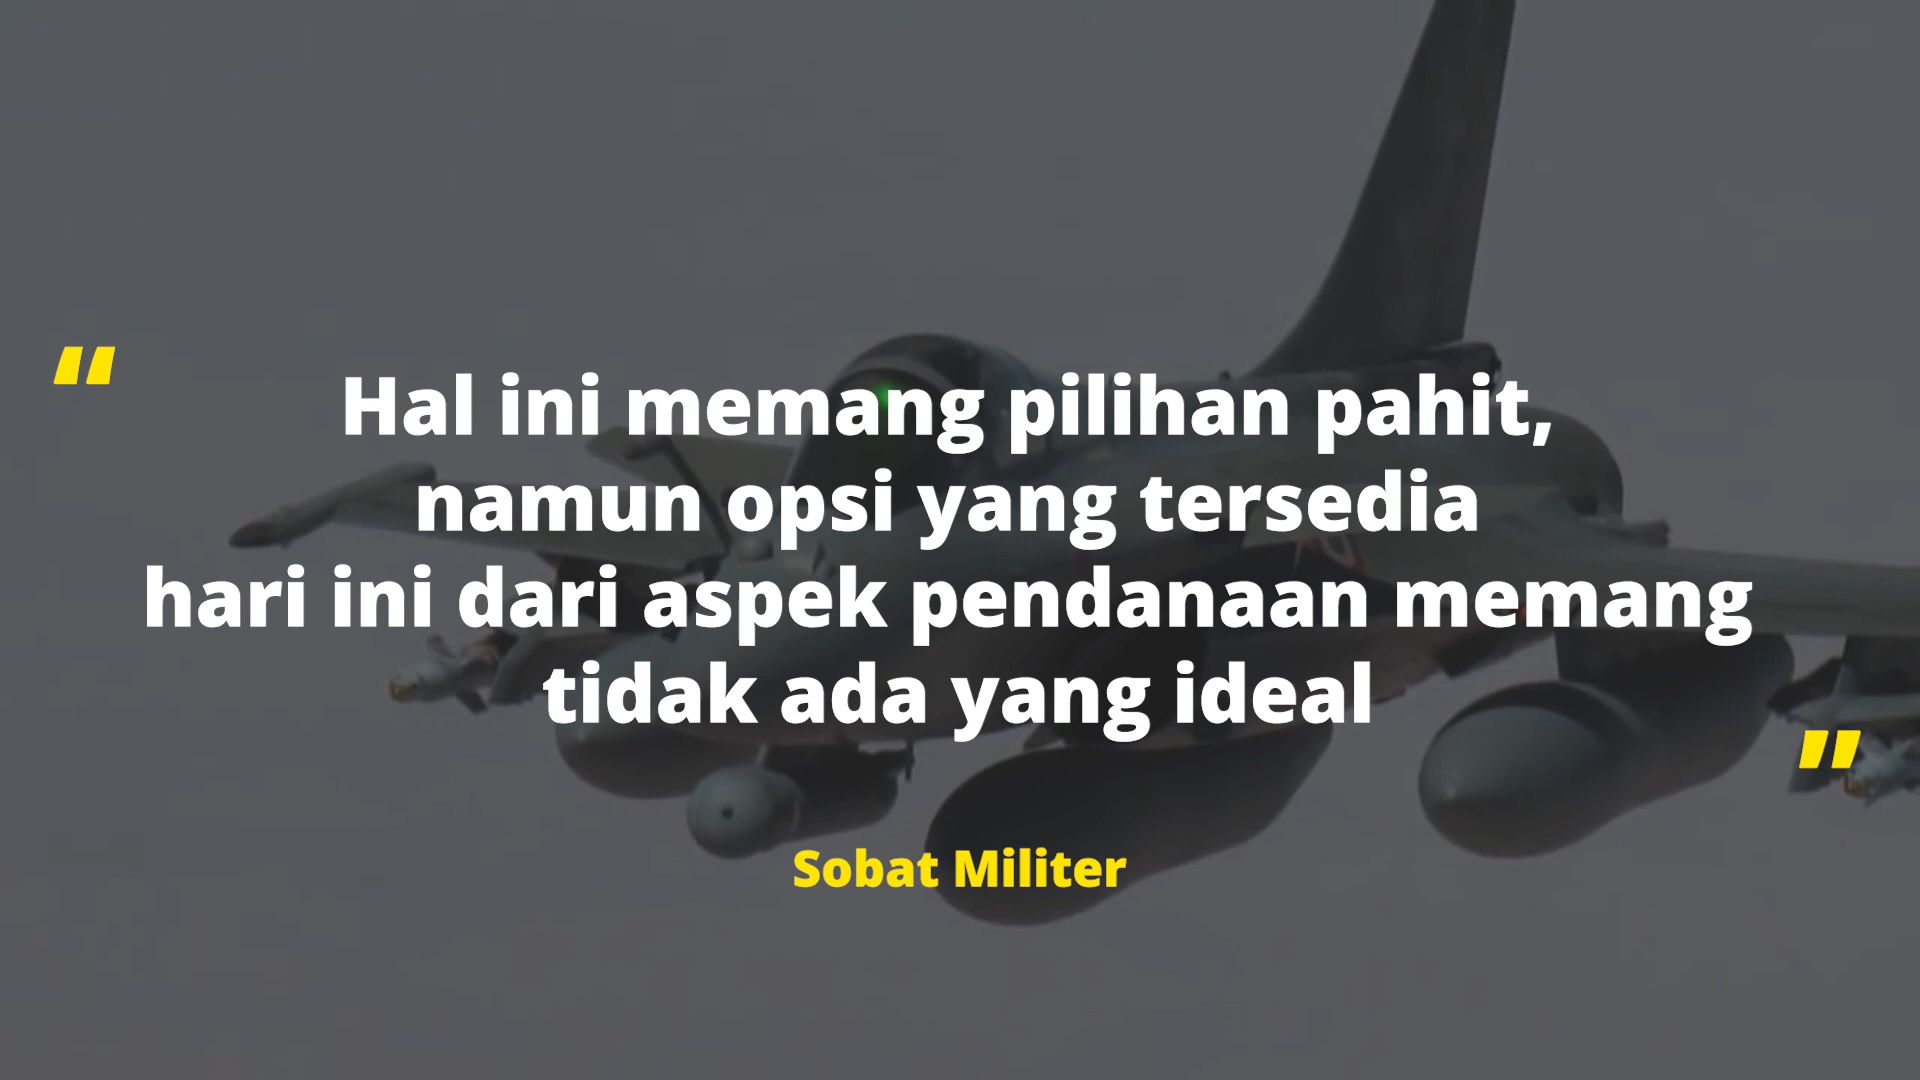 “
Hal ini memang pilihan pahit,
namun opsi yang tersedia
hari ini dari aspek pendanaan memang
tidak ada yang ideal
”
Sobat Militer